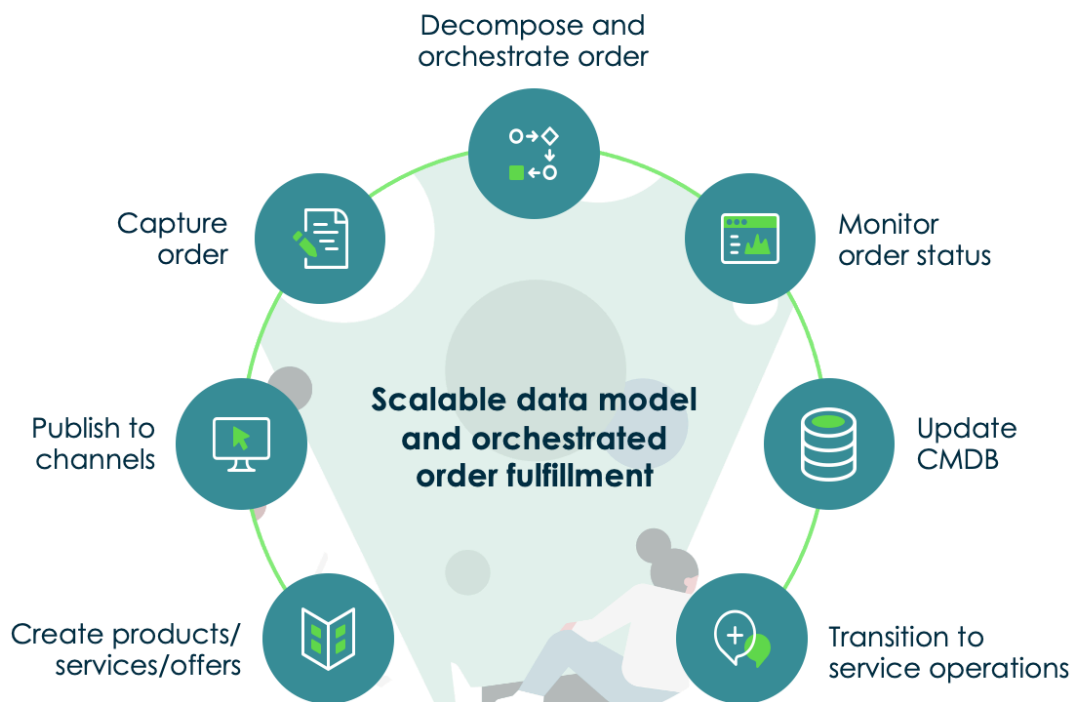 Decompose and
orchestrate order
Capture
order
Monitor
order status
Scalable data model
and orchestrated
order fulfillment
Publish to
channels
Update
CMDB
Create products/
services/offers
Transition to
service operations